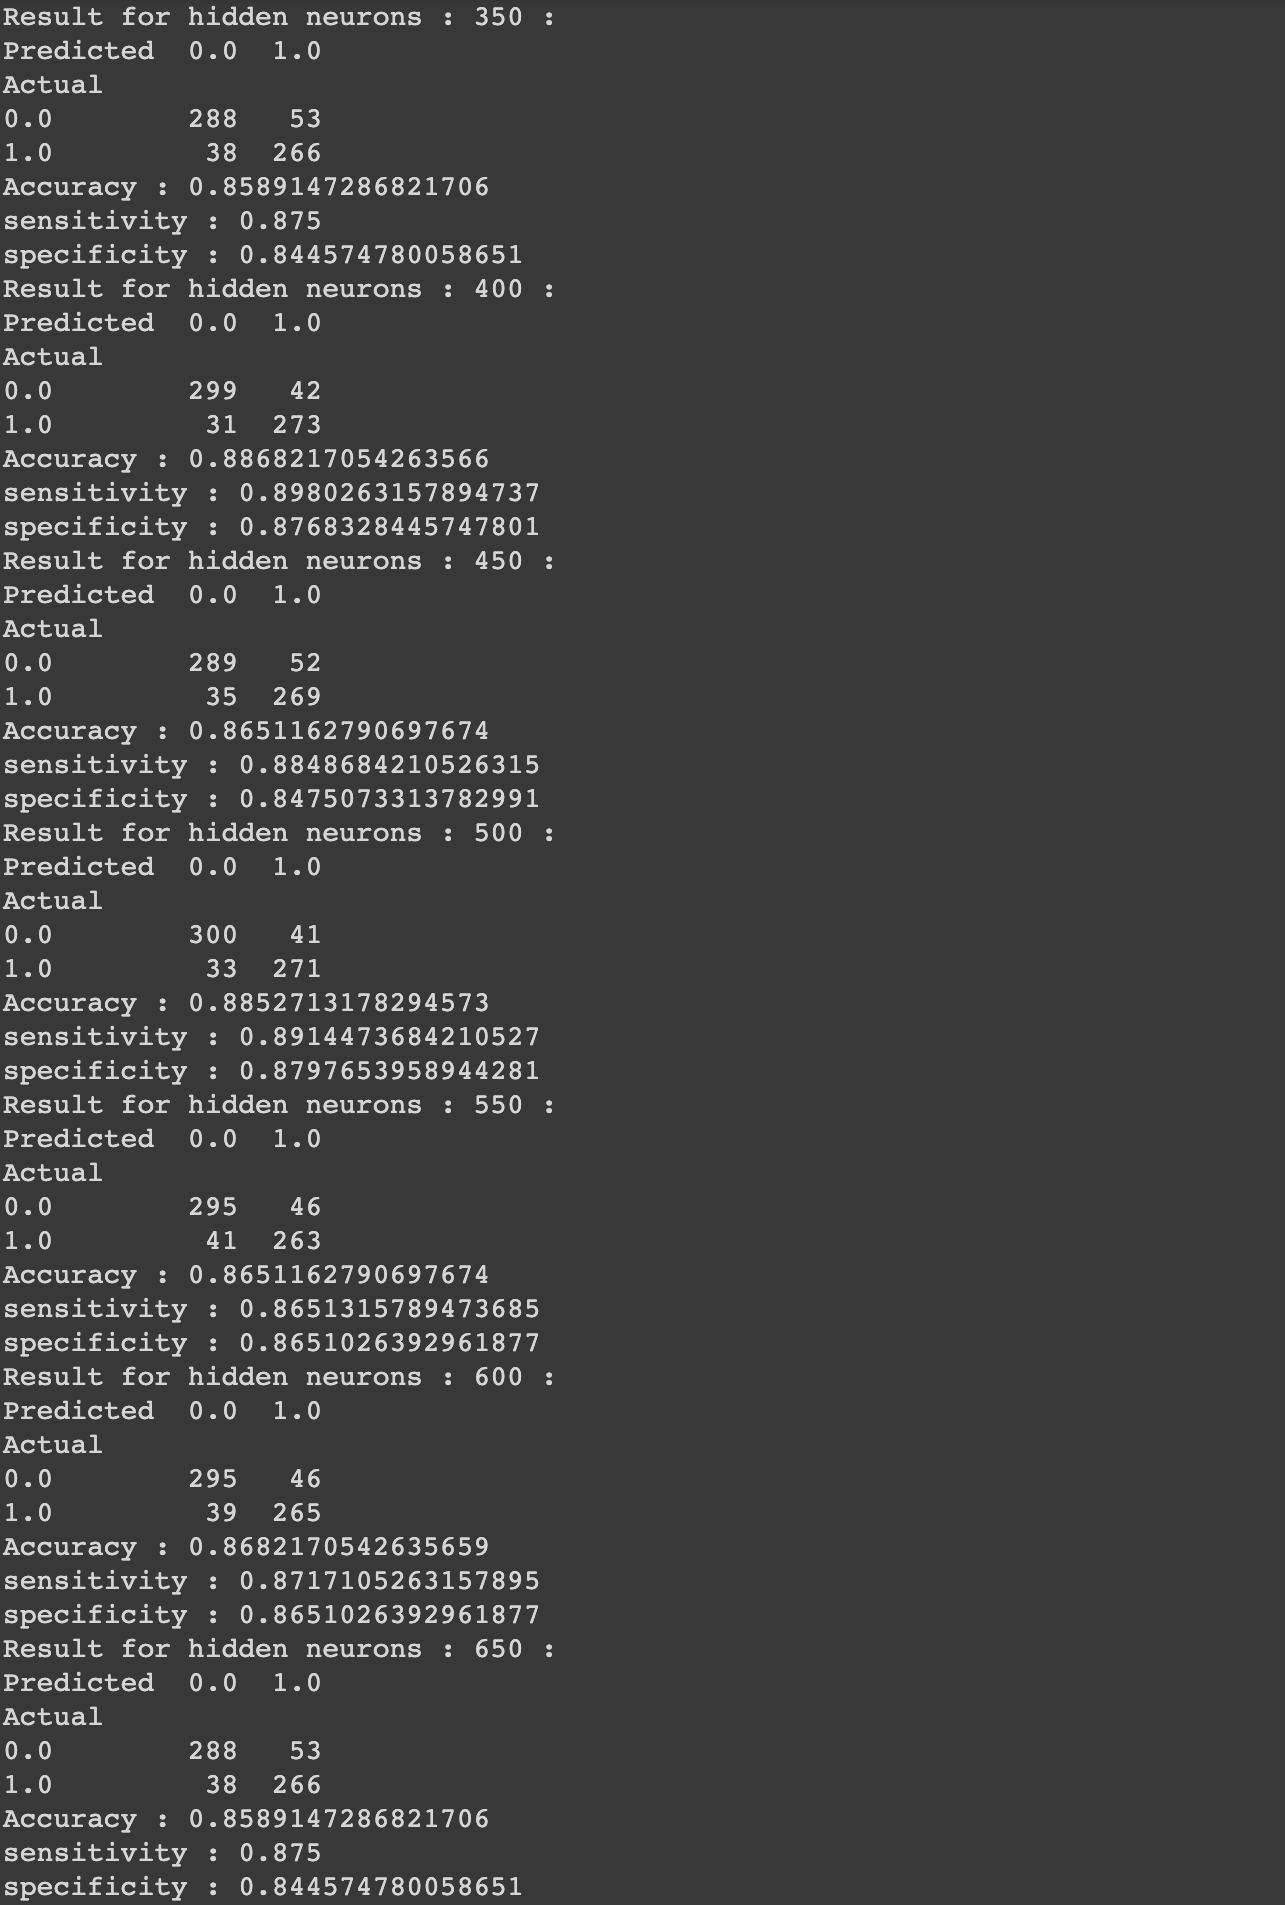 Result for hidden neurons : 350 :
Predicted  0.0  1.0
Actual
0.0        288   53
1.0         38  266
Accuracy : 0.8589147286821706
sensitivity : 0.875
specificity : 0.844574780058651
Result for hidden neurons : 400 :
Predicted  0.0  1.0
Actual
0.0        299   42
1.0         31  273
Accuracy : 0.8868217054263566
sensitivity : 0.8980263157894737
specificity : 0.8768328445747801
Result for hidden neurons : 450 :
Predicted  0.0  1.0
Actual
0.0        289   52
1.0         35  269
Accuracy : 0.8651162790697674
sensitivity : 0.8848684210526315
specificity : 0.8475073313782991
Result for hidden neurons : 500 :
Predicted  0.0  1.0
Actual
0.0        300   41
1.0         33  271
Accuracy : 0.8852713178294573
sensitivity : 0.8914473684210527
specificity : 0.8797653958944281
Result for hidden neurons : 550 :
Predicted  0.0  1.0
Actual
0.0        295   46
1.0         41  263
Accuracy : 0.8651162790697674
sensitivity : 0.8651315789473685
specificity : 0.8651026392961877
Result for hidden neurons : 600 :
Predicted  0.0  1.0
Actual
0.0        295   46
1.0         39  265
Accuracy : 0.8682170542635659
sensitivity : 0.8717105263157895
specificity : 0.8651026392961877
Result for hidden neurons : 650 :
Predicted  0.0  1.0
Actual
0.0        288   53
1.0         38  266
Accuracy : 0.8589147286821706
sensitivity : 0.875
specificity : 0.844574780058651